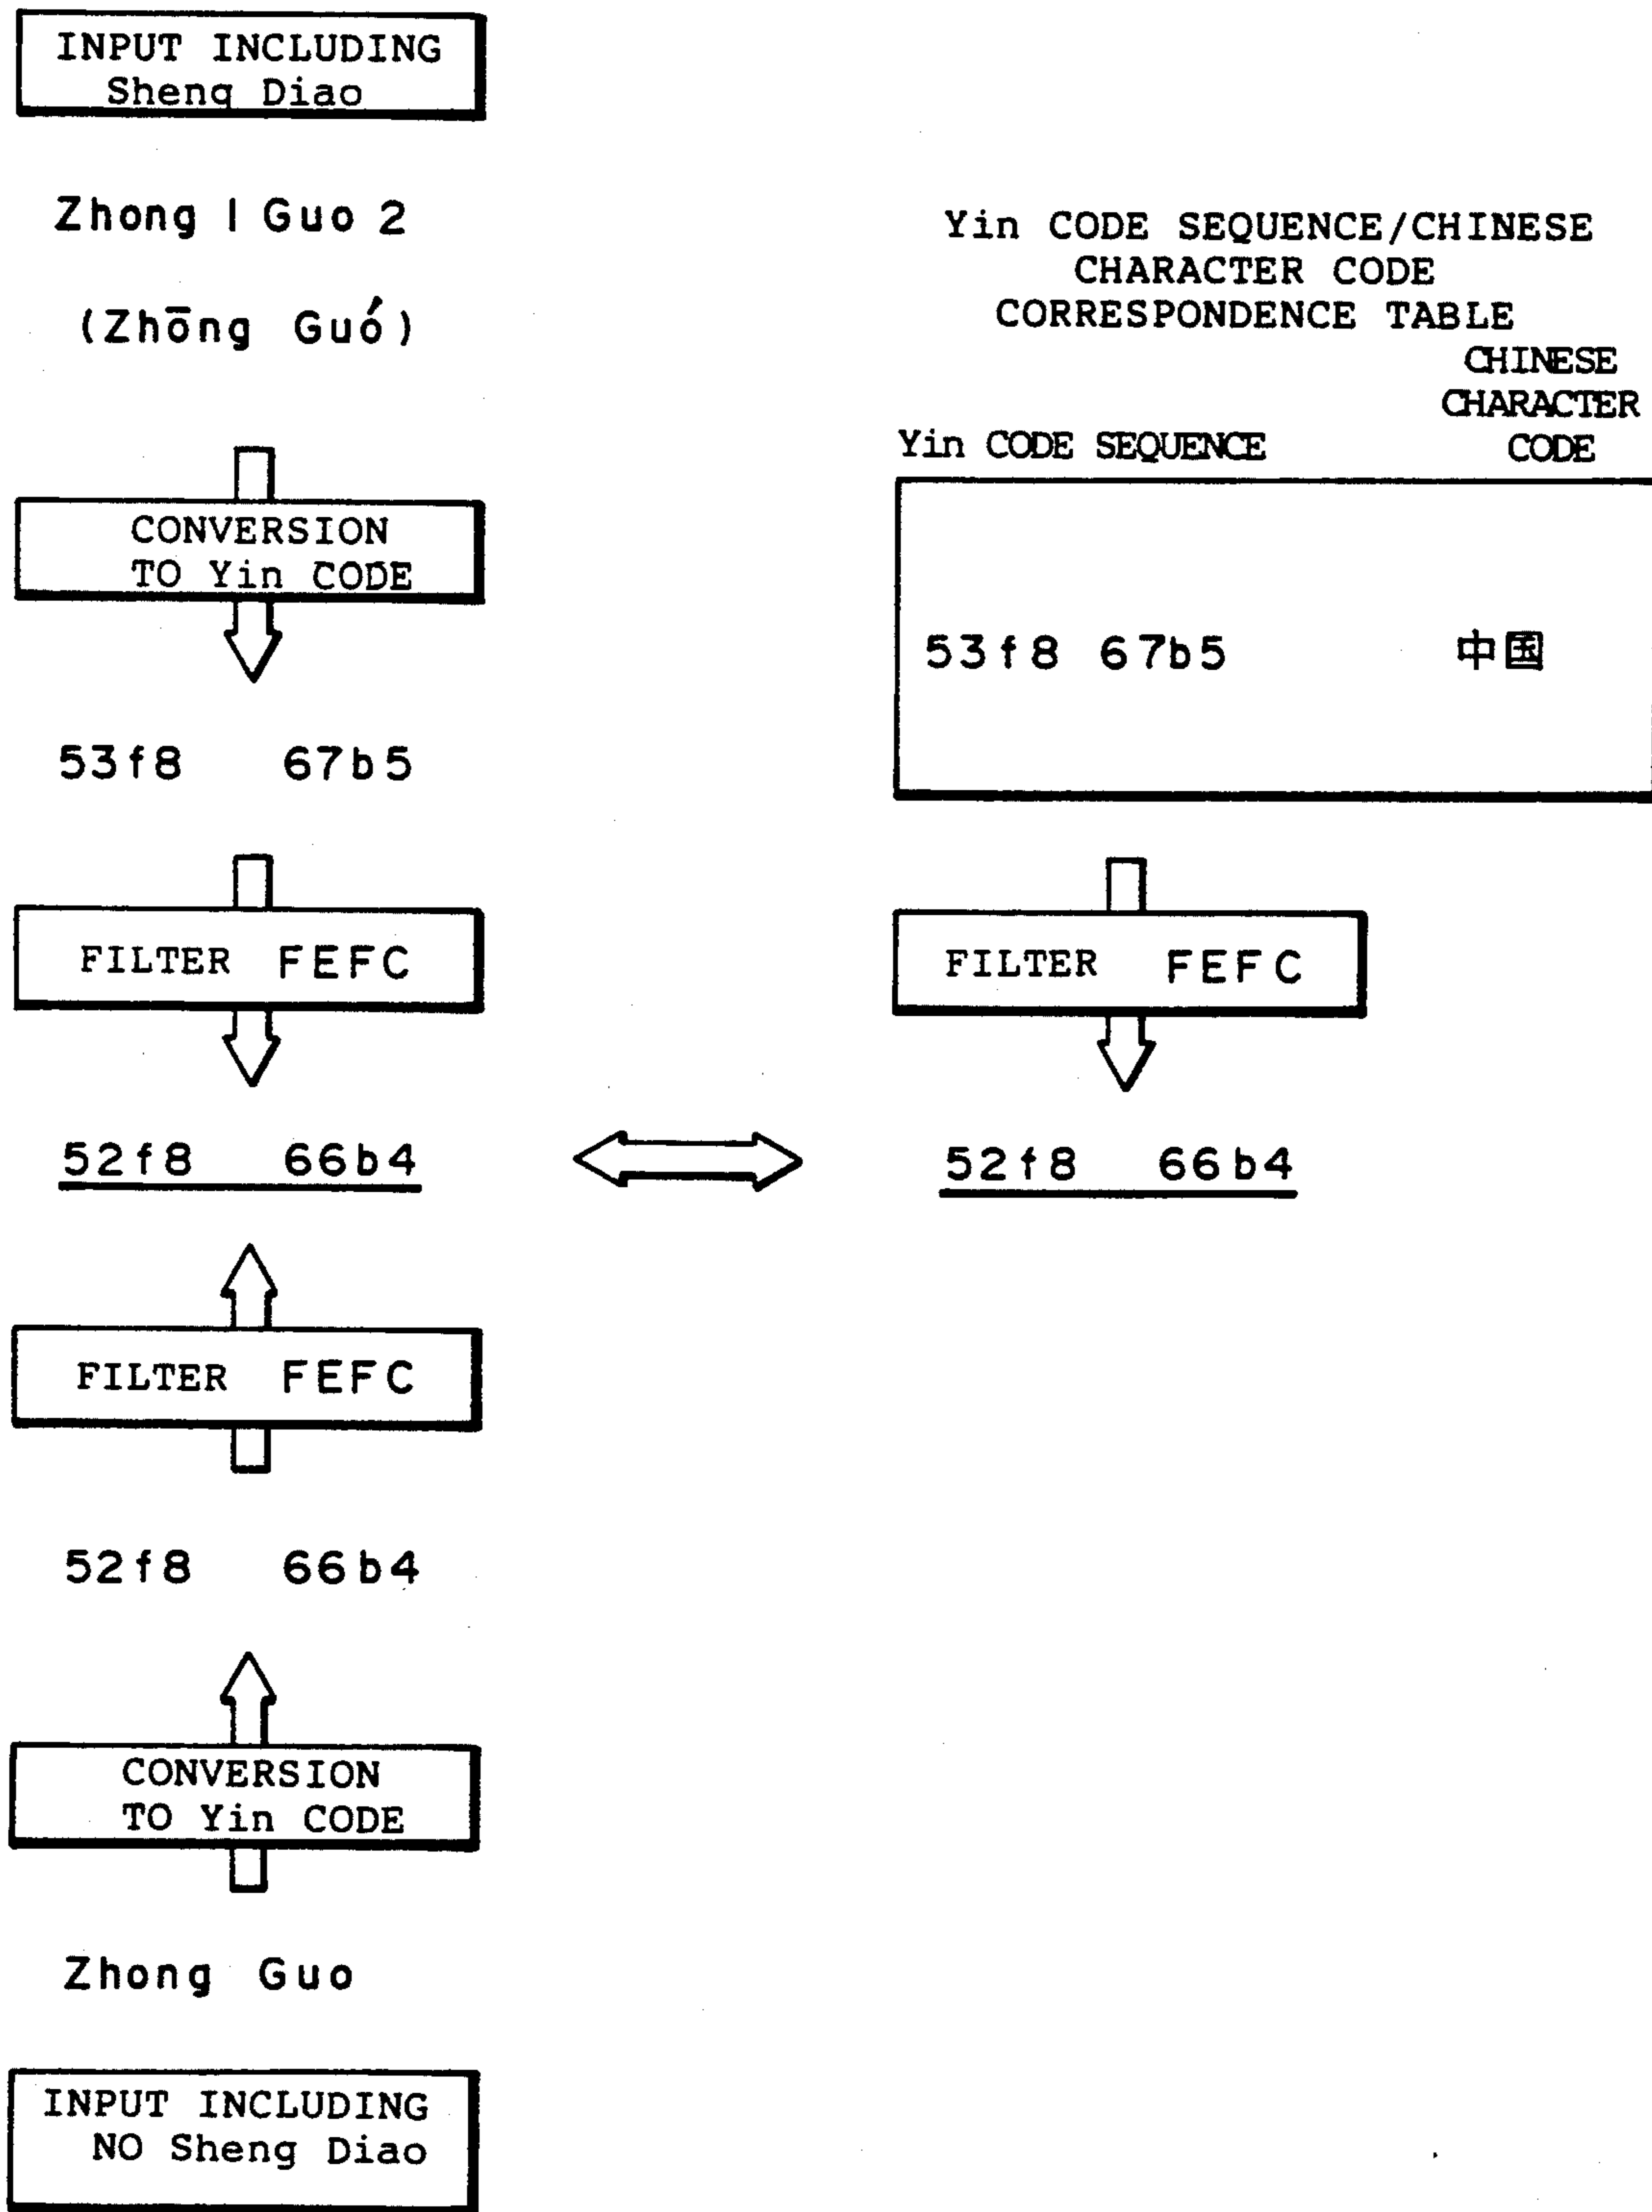 INPUT INCLUDING
Sheng Diao
Zhong 1 Guo 2
(Zhōng Guó)
CONVERSION
TO Yin CODE
53f8 67b5
FILTER FEFC
52f8 66b4
FILTER FEFC
52f8 66b4
CONVERSION
TO Yin CODE
Zhong Guo
INPUT INCLUDING
NO Sheng Diao
Yin CODE SEQUENCE/CHINESE
CHARACTER CODE
CORRESPONDENCE TABLE
CHINESE
CHARACTER
Yin CODE SEQUENCE CODE
53f8 67b5 中国
FILTER FEFC
52f8 66b4